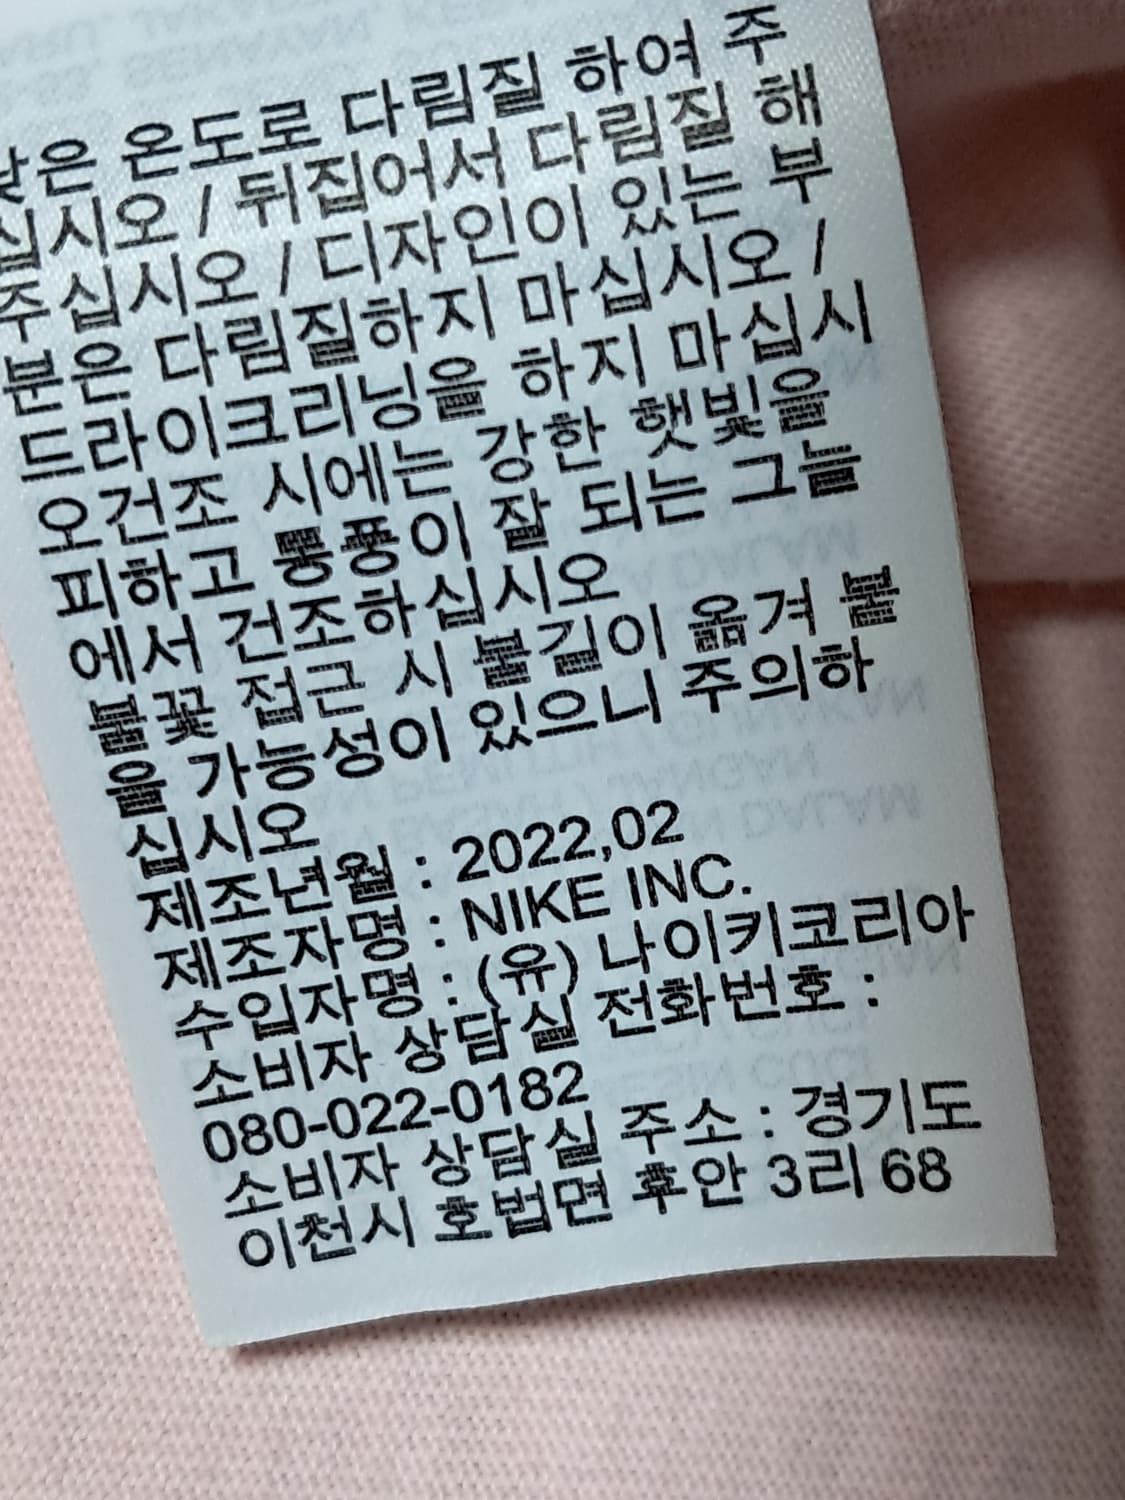 낮은 온도로 다림질 하여 주
십시오 / 뒤집어서 다림질 해
주십시오 / 디자인이 있는 부
분은 다림질하지 마십시오 /
드라이크리닝을 하지 마십시
오건조 시에는 강한 햇빛을
피하고 통풍이 잘 되는 그늘
에서 건조하십시오
불꽃 접근 시 불길이 옮겨 붙
을 가능성이 있으니 주의하
십시오
제조년월 : 2022,02
제조자명 : NIKE INC.
수입자명 : (유) 나이키코리아
소비자 상담실 전화번호 :
080-022-0182
소비자 상담실 주소 : 경기도
이천시 호법면 후안 3리 68